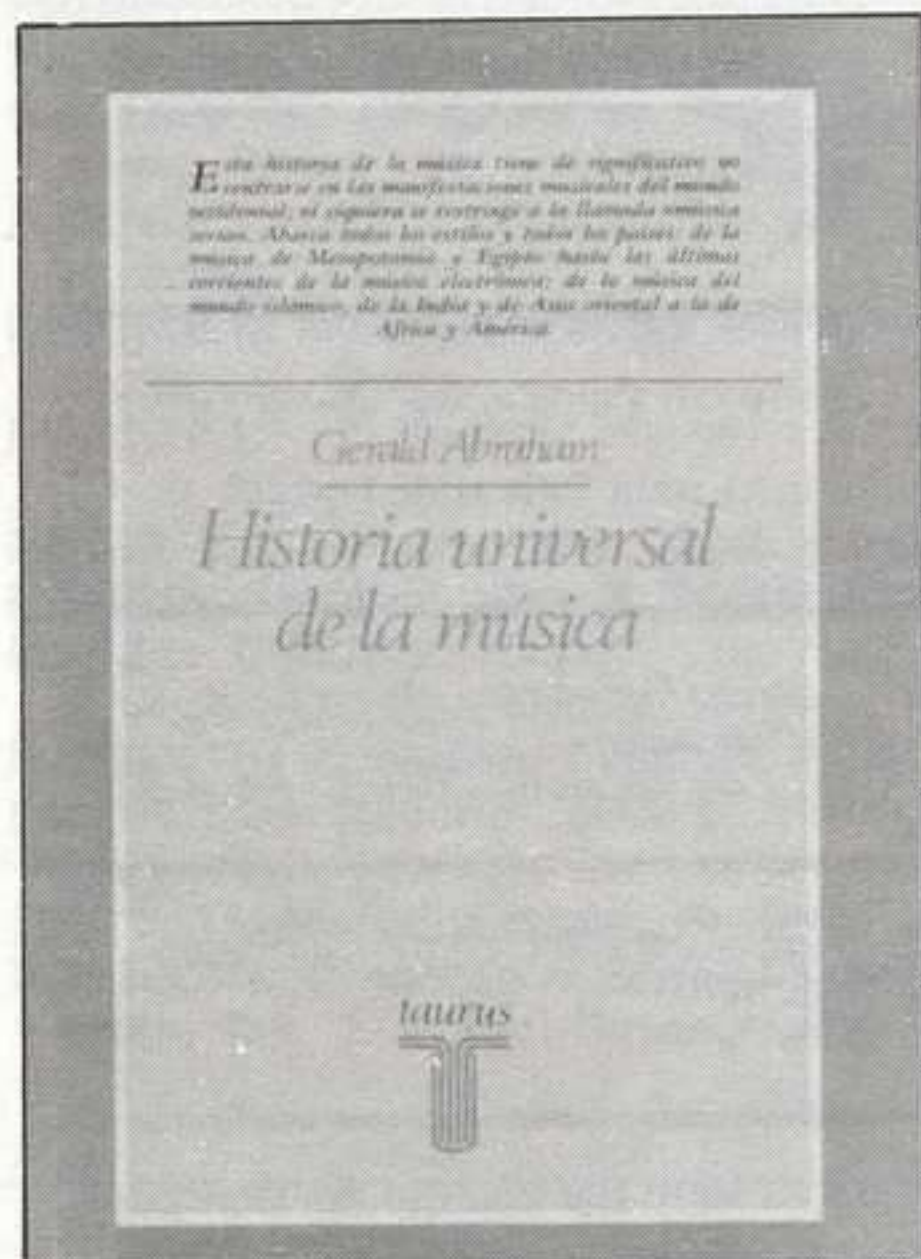 Esta historia de la música tiene de significativo no
centrarse en las manifestaciones musicales del mundo
occidental; ni siquiera se restringe a la llamada «música
seria». Abarca todos los estilos y todos los países: de la
música de Mesopotamia y Egipto hasta las últimas
corrientes de la música electrónica; de la música del
mundo islámico, de la India y de Asia oriental a la de
Africa y América.
Gerald Abraham
Historia universal
de la música
taurus